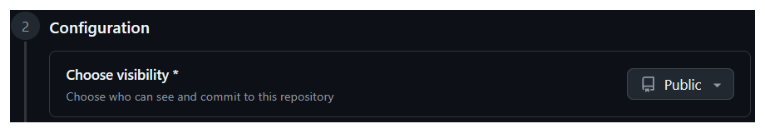 2
Configuration
Choose visibility *
Choose who can see and commit to this repository
Public